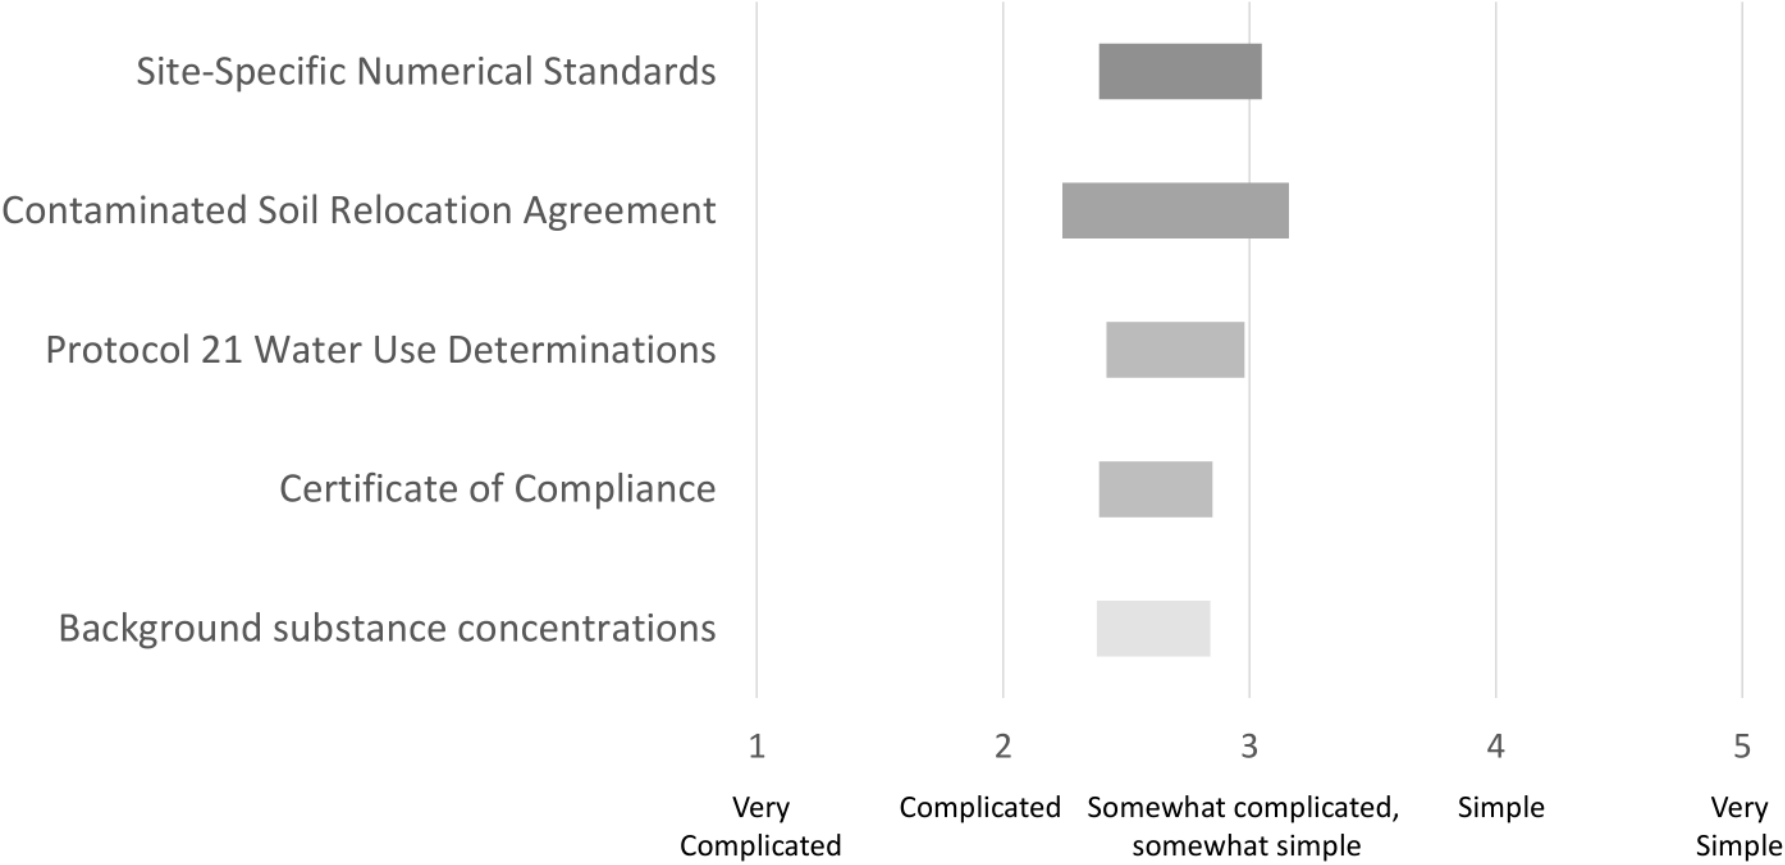 Site-Specific Numerical Standards
Contaminated Soil Relocation Agreement
Protocol 21 Water Use Determinations
Certificate of Compliance
Background substance concentrations
1 2 3 4 5
Very Complicated Somewhat complicated, Simple Very
Complicated somewhat simple Simple